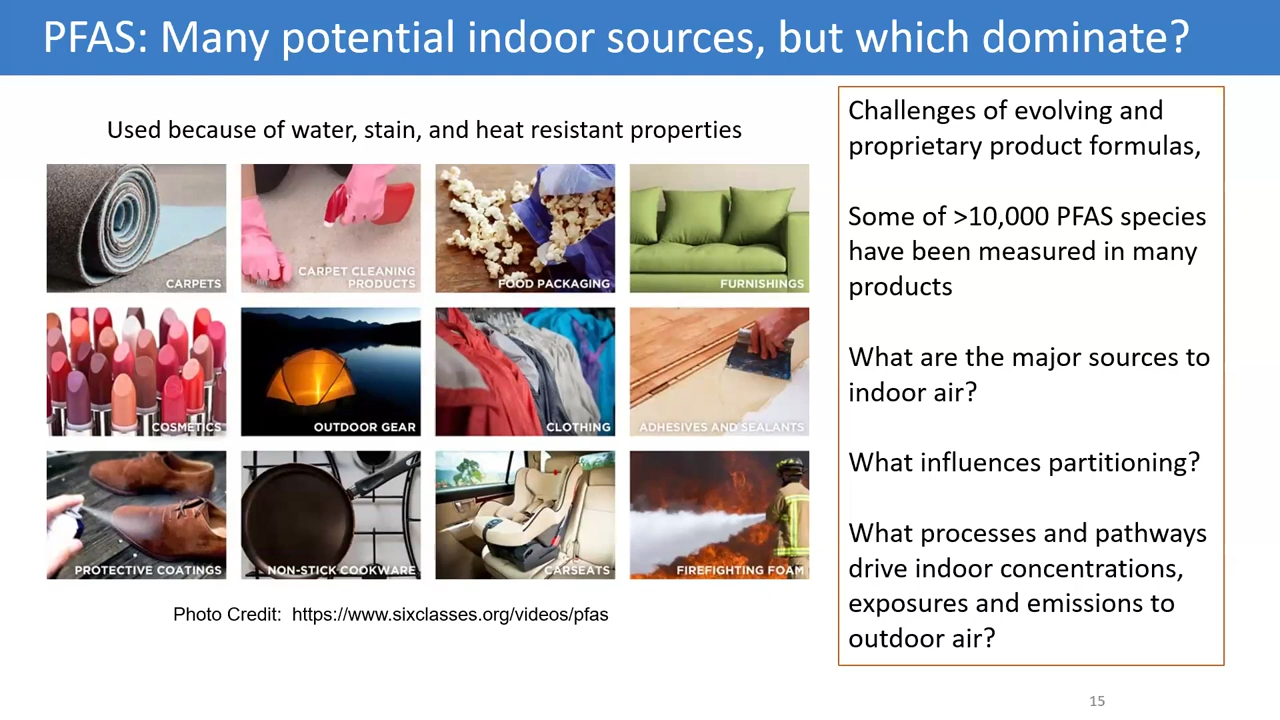 PFAS: Many potential indoor sources, but which dominate?
Used because of water, stain, and heat resistant properties
CARPETS
CARPET CLEANING
PRODUCTS
FOOD PACKAGING
FURNISHINGS
COSMETICS
OUTDOOR GEAR
CLOTHING
ADHESIVES AND SEALANTS
PROTECTIVE COATINGS
NON-STICK COOKWARE
CARSEATS
FIREFIGHTING FOAM
Photo Credit: https://www.sixclasses.org/videos/pfas
Challenges of evolving and
proprietary product formulas,
Some of >10,000 PFAS species
have been measured in many
products
What are the major sources to
indoor air?
What influences partitioning?
What processes and pathways
drive indoor concentrations,
exposures and emissions to
outdoor air?
15